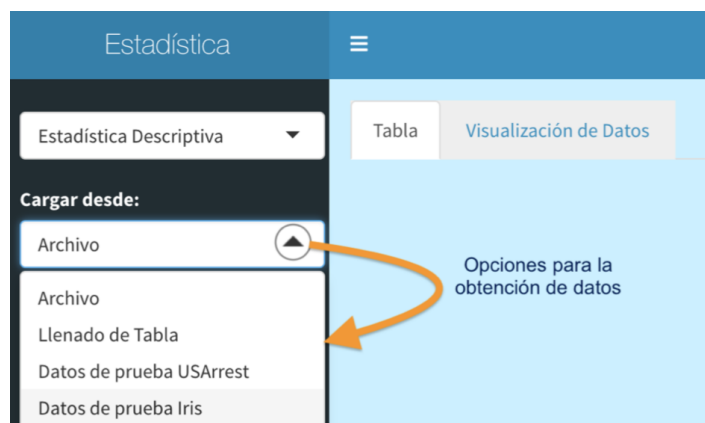 Estadística
Estadística Descriptiva
Cargar desde:
Archivo
Archivo
Llenado de Tabla
Datos de prueba USArrest
Datos de prueba Iris
Tabla
Visualización de Datos
Opciones para la
obtención de datos